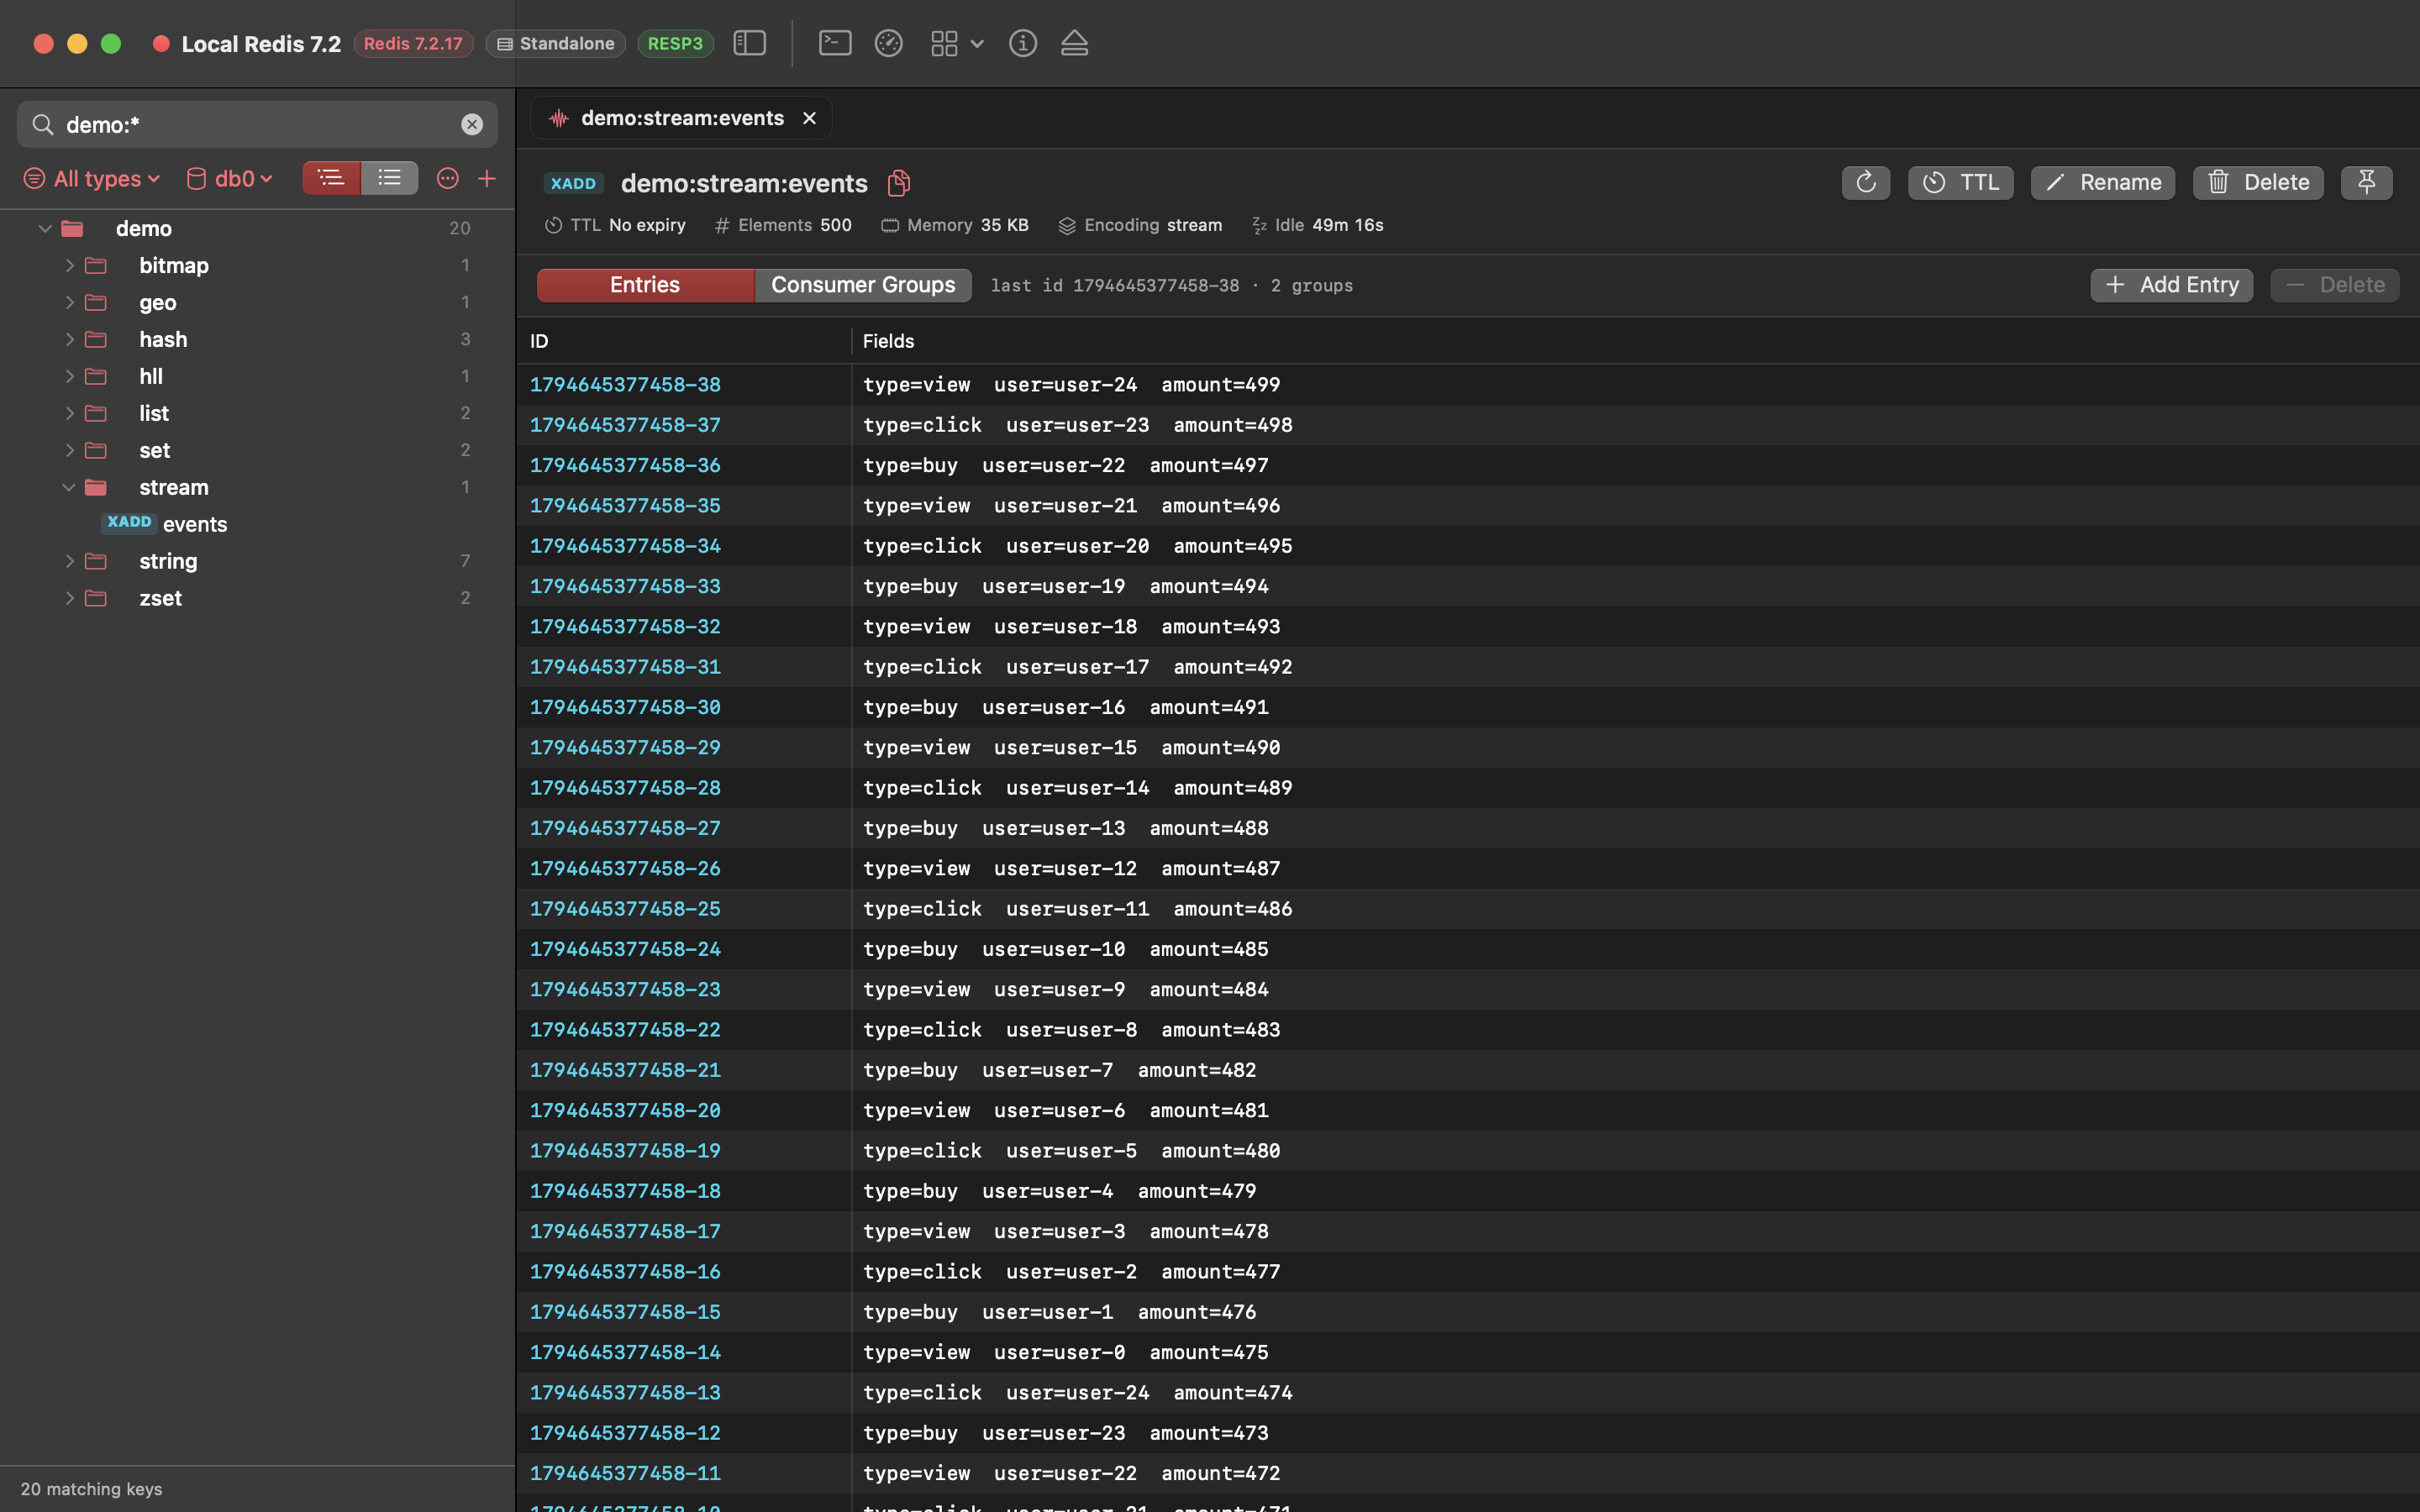 Local Redis 7.2 Redis 7.2.17 Standalone RESP3
demo:*
All types db0
demo 20
bitmap 1
geo 1
hash 3
hll 1
list 2
set 2
stream 1
XADD events
string 7
zset 2
20 matching keys
demo:stream:events
XADD demo:stream:events
TTL Rename Delete
TTL No expiry # Elements 500 Memory 35 KB Encoding stream Idle 49m 16s
Entries Consumer Groups last id 1794645377458-38 · 2 groups + Add Entry − Delete
ID Fields
1794645377458-38 type=view user=user-24 amount=499
1794645377458-37 type=click user=user-23 amount=498
1794645377458-36 type=buy user=user-22 amount=497
1794645377458-35 type=view user=user-21 amount=496
1794645377458-34 type=click user=user-20 amount=495
1794645377458-33 type=buy user=user-19 amount=494
1794645377458-32 type=view user=user-18 amount=493
1794645377458-31 type=click user=user-17 amount=492
1794645377458-30 type=buy user=user-16 amount=491
1794645377458-29 type=view user=user-15 amount=490
1794645377458-28 type=click user=user-14 amount=489
1794645377458-27 type=buy user=user-13 amount=488
1794645377458-26 type=view user=user-12 amount=487
1794645377458-25 type=click user=user-11 amount=486
1794645377458-24 type=buy user=user-10 amount=485
1794645377458-23 type=view user=user-9 amount=484
1794645377458-22 type=click user=user-8 amount=483
1794645377458-21 type=buy user=user-7 amount=482
1794645377458-20 type=view user=user-6 amount=481
1794645377458-19 type=click user=user-5 amount=480
1794645377458-18 type=buy user=user-4 amount=479
1794645377458-17 type=view user=user-3 amount=478
1794645377458-16 type=click user=user-2 amount=477
1794645377458-15 type=buy user=user-1 amount=476
1794645377458-14 type=view user=user-0 amount=475
1794645377458-13 type=click user=user-24 amount=474
1794645377458-12 type=buy user=user-23 amount=473
1794645377458-11 type=view user=user-22 amount=472